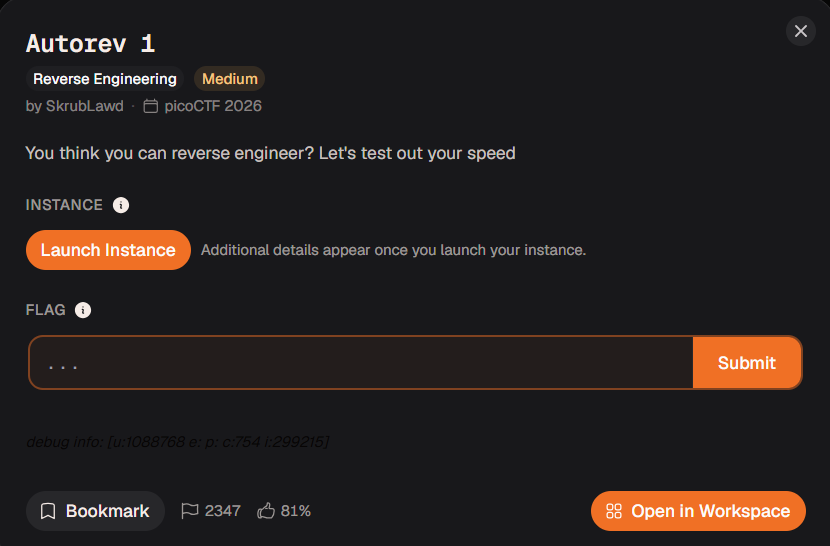 Autorev 1
Reverse Engineering Medium
by SkrubLawd · picoCTF 2026
You think you can reverse engineer? Let's test out your speed
INSTANCE i
Launch Instance Additional details appear once you launch your instance.
FLAG i
...
Submit
debug info: [u:1088768 e: p: c:754 i:299215]
Bookmark 2347 81% Open in Workspace